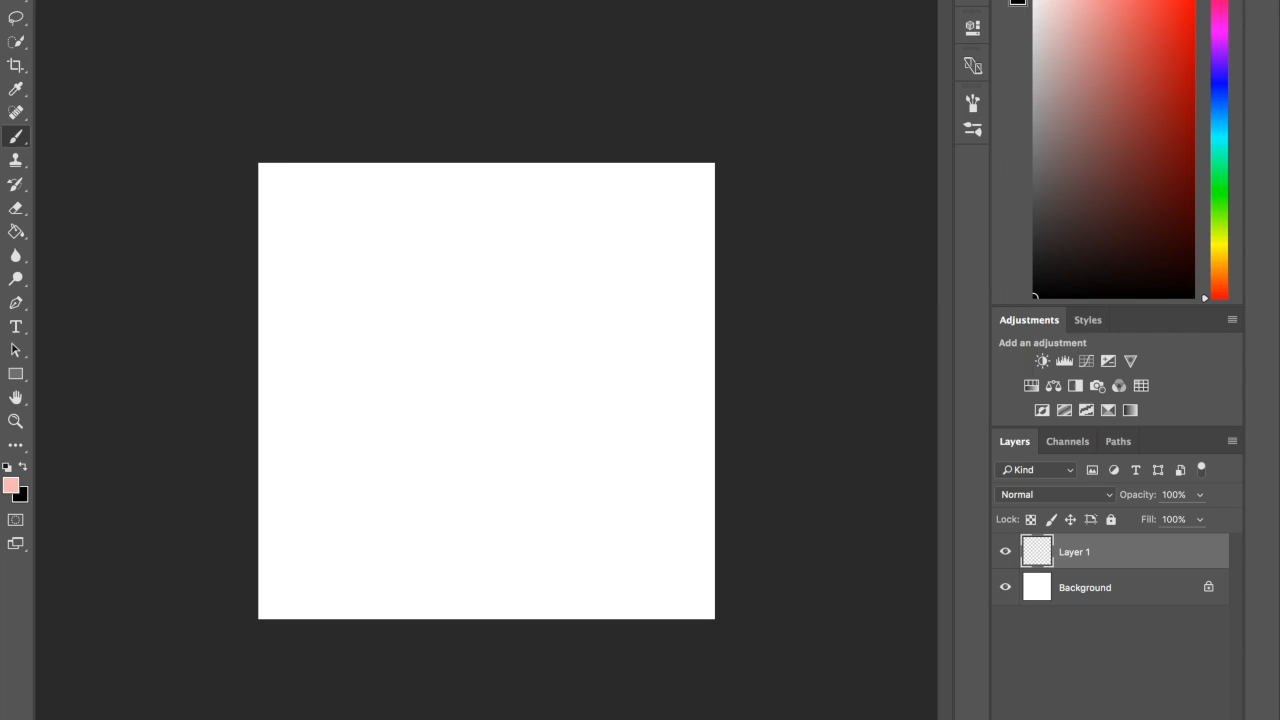 Adjustments Styles
Add an adjustment
Layers Channels Paths
Kind
Normal Opacity: 100%
Lock: Fill: 100%
Layer 1
Background